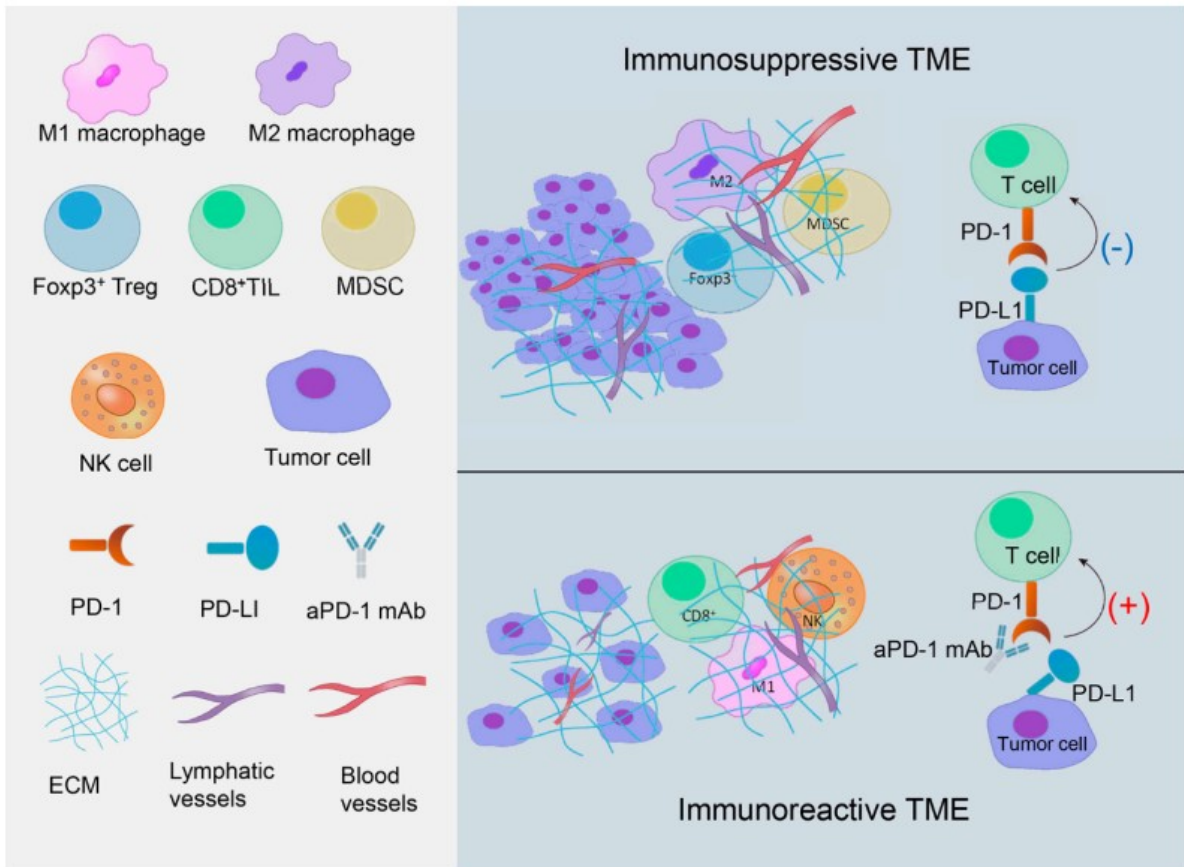 M1 macrophage
M2 macrophage
Foxp3⁺ Treg
CD8⁺TIL
MDSC
NK cell
Tumor cell
PD-1
PD-LI
aPD-1 mAb
ECM
Lymphatic
vessels
Blood
vessels
Immunosuppressive TME
M2
MDSC
Foxp3
T cell
PD-1
(-)
PD-L1
Tumor cell
CD8⁺
NK
M1
T cell
PD-1
(+)
aPD-1 mAb
PD-L1
Tumor cell
Immunoreactive TME